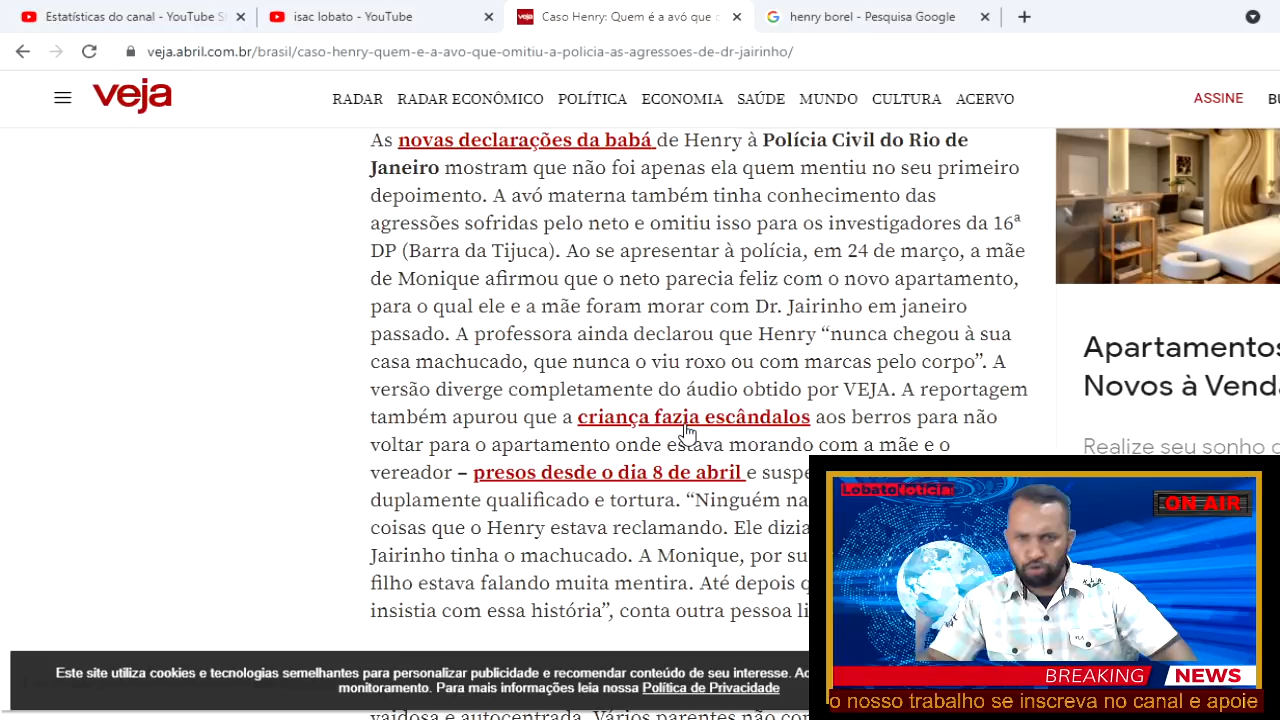 Estatísticas do canal - YouTube S
isac lobato - YouTube
Caso Henry: Quem é a avó que
henry borel - Pesquisa Google
veja.abril.com.br/brasil/caso-henry-quem-e-a-avo-que-omitiu-a-policia-as-agressoes-de-dr-jairinho/
veja
RADAR RADAR ECONÔMICO POLÍTICA ECONOMIA SAÚDE MUNDO CULTURA ACERVO
ASSINE
As novas declarações da babá de Henry à Polícia Civil do Rio de
Janeiro mostram que não foi apenas ela quem mentiu no seu primeiro
depoimento. A avó materna também tinha conhecimento das
agressões sofridas pelo neto e omitiu isso para os investigadores da 16ª
DP (Barra da Tijuca). Ao se apresentar à polícia, em 24 de março, a mãe
de Monique afirmou que o neto parecia feliz com o novo apartamento,
para o qual ele e a mãe foram morar com Dr. Jairinho em janeiro
passado. A professora ainda declarou que Henry “nunca chegou à sua
casa machucado, que nunca o viu roxo ou com marcas pelo corpo”. A
versão diverge completamente do áudio obtido por VEJA. A reportagem
também apurou que a criança fazia escândalos aos berros para não
voltar para o apartamento onde estava morando com a mãe e o
vereador – presos desde o dia 8 de abril e suspe
duplamente qualificado e tortura. “Ninguém na
coisas que o Henry estava reclamando. Ele dizia
Jairinho tinha o machucado. A Monique, por su
filho estava falando muita mentira. Até depois
insistia com essa história”, conta outra pessoa li
Apartamentos
Novos à Vend
Realize seu sonho
Este site utiliza cookies e tecnologias semelhantes para personalizar publicidade e recomendar conteúdo de seu interesse. Ao
monitoramento. Para mais informações leia nossa Política de Privacidade
vaidosa e autocentrada. Vários parentes não
Lobatofotícias
ON AIR
BREAKING NEWS
o nosso trabalho se inscreva no canal e apoie